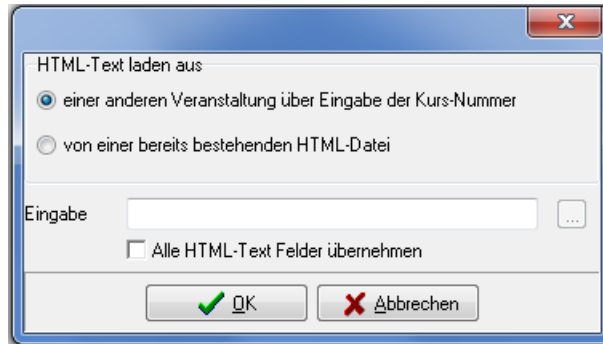 HTML-Text laden aus
einer anderen Veranstaltung über Eingabe der Kurs-Nummer
von einer bereits bestehenden HTML-Datei
Eingabe ...
Alle HTML-Text Felder übernehmen
OK Abbrechen